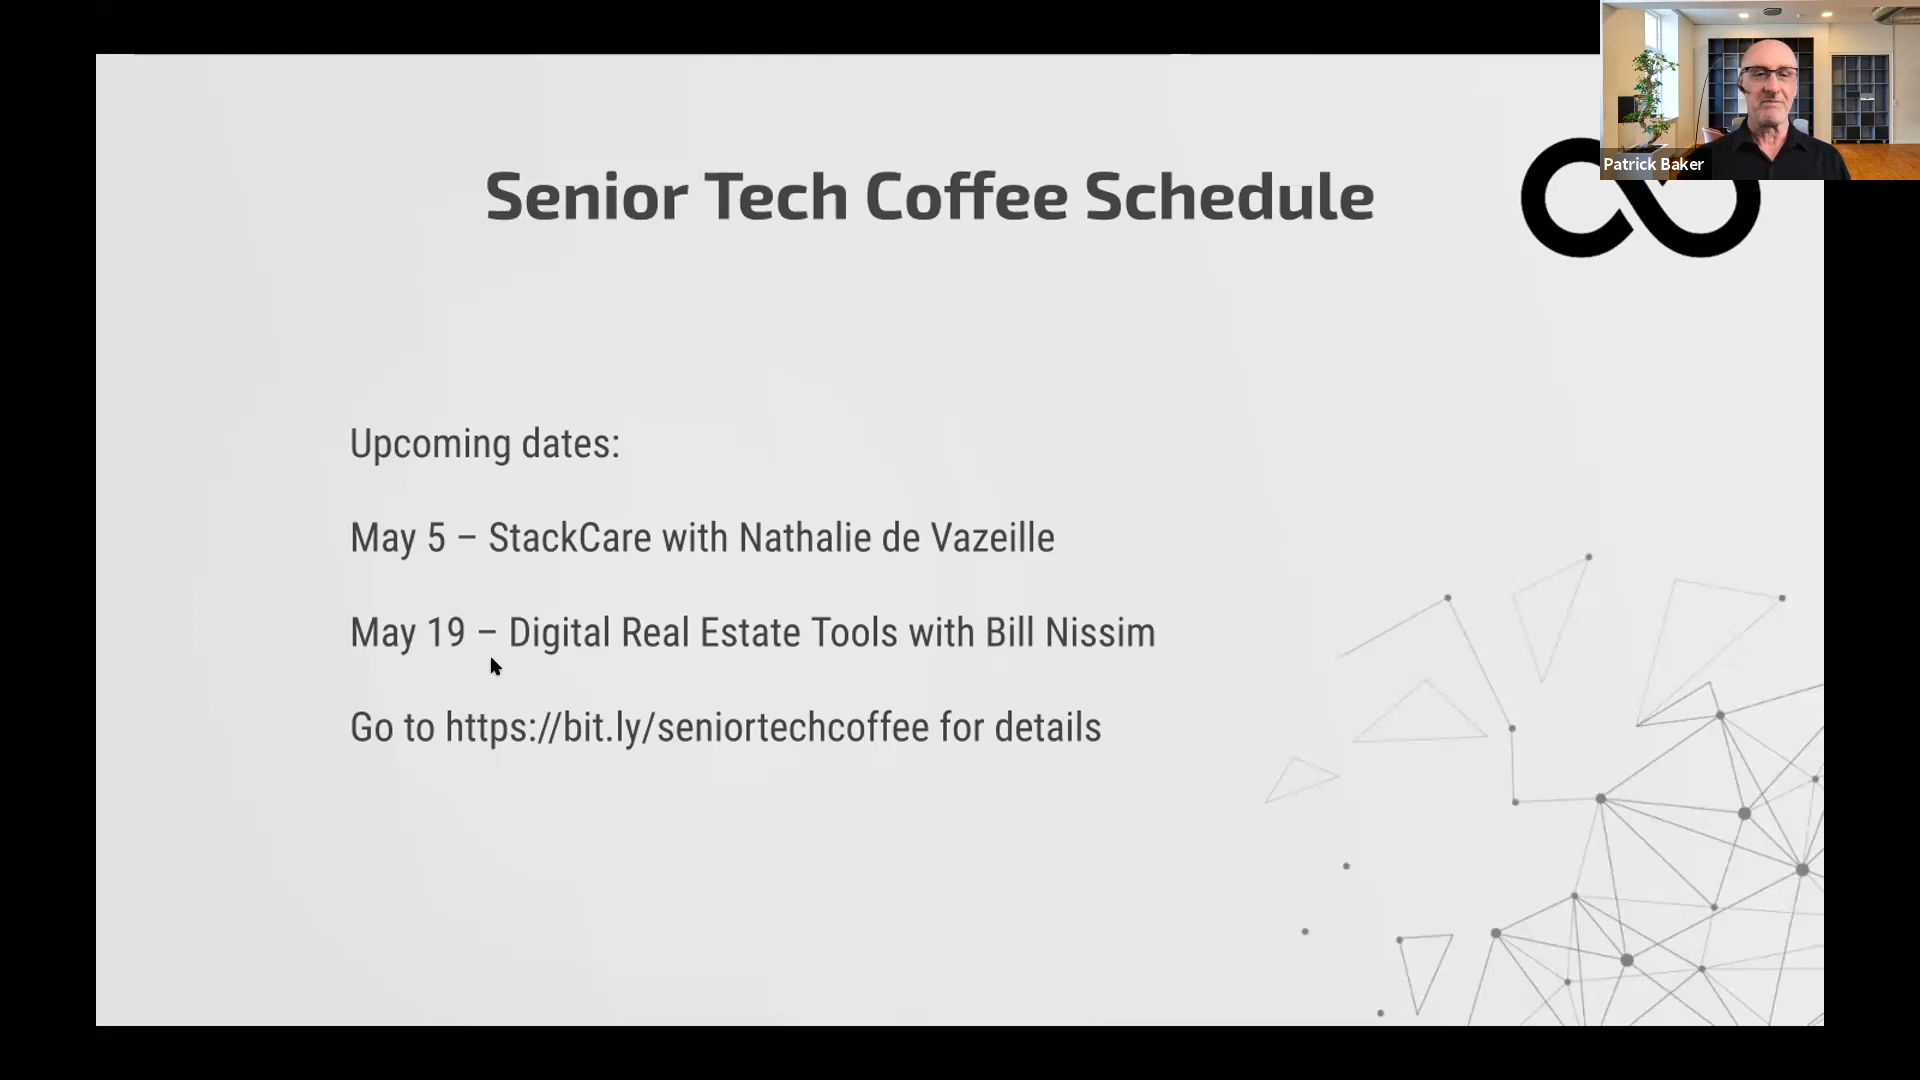 Patrick Baker
Senior Tech Coffee Schedule
Upcoming dates:
May 5 – StackCare with Nathalie de Vazeille
May 19 – Digital Real Estate Tools with Bill Nissim
Go to https://bit.ly/seniortechcoffee for details